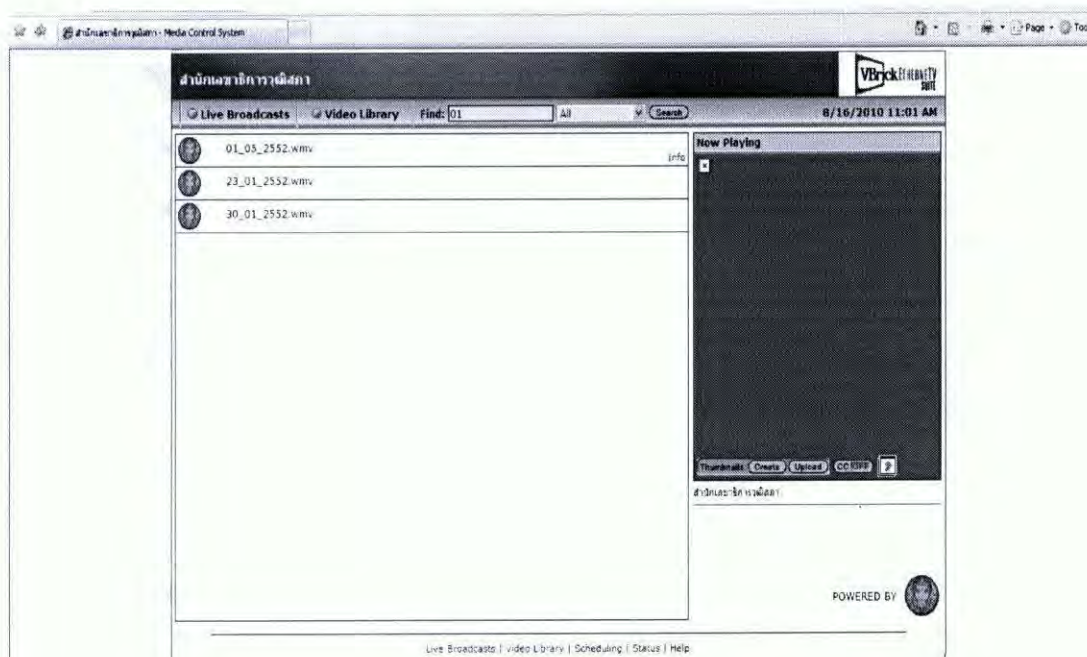 สำนักเลขาธิการวุฒิสภา - Media Control System
Page
สำนักเลขาธิการวุฒิสภา
VBrick ETHERNETV SUITE
Live Broadcasts Video Library Find: 01 All Search 8/16/2010 11:01 AM
01_05_2552.wmv
Info
23_01_2552.wmv
30_01_2552.wmv
Now Playing
Thumbnails Create Upload
สำนักเลขาธิการวุฒิสภา
POWERED BY
Live Broadcasts | Video Library | Scheduling | Status | Help